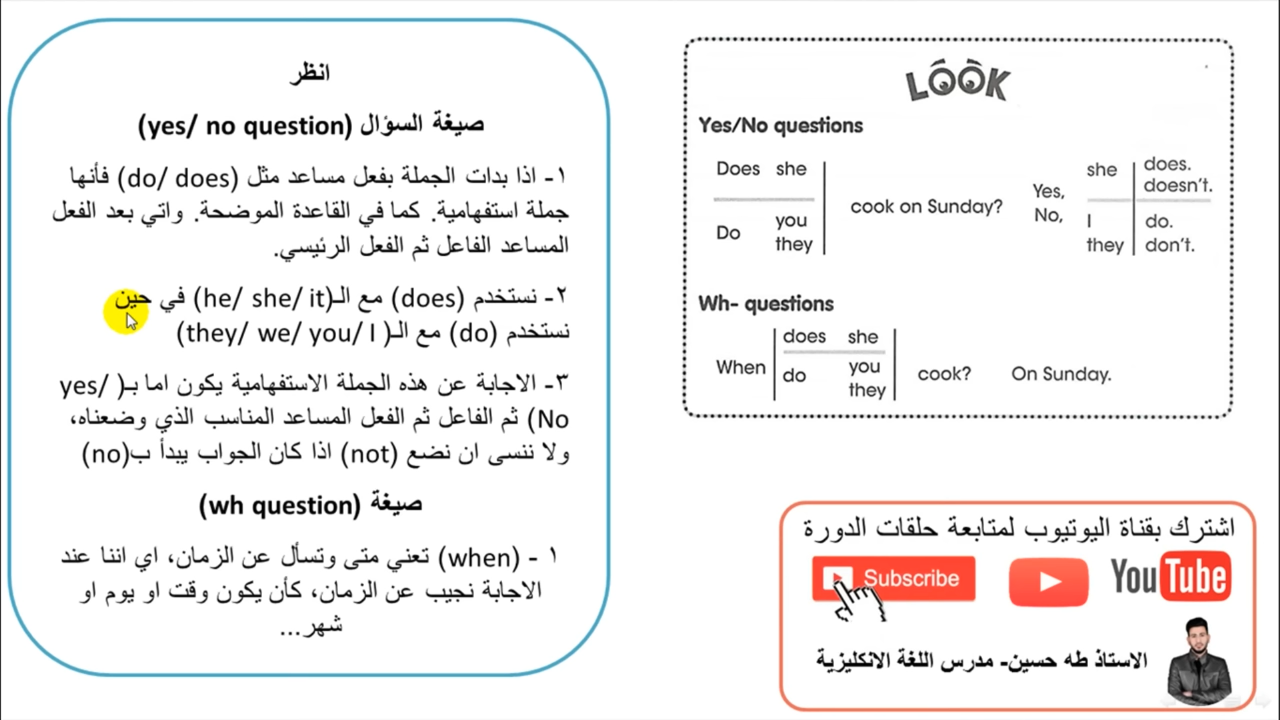 انظر
صيغة السؤال (yes/ no question)
١- اذا بدات الجملة بفعل مساعد مثل (do/ does) فأنها
جملة استفهامية. كما في القاعدة الموضحة. واتي بعد الفعل
المساعد الفاعل ثم الفعل الرئيسي.
٢- نستخدم (does) مع الـ(he/ she/ it) في حين
نستخدم (do) مع الـ( they/ we/ you/ I)
٣- الاجابة عن هذه الجملة الاستفهامية يكون اما بـ( yes/
No) ثم الفاعل ثم الفعل المساعد المناسب الذي وضعناه،
ولا ننسى ان نضع (not) اذا كان الجواب يبدأ ب(no)
صيغة (wh question)
١ - (when) تعني متى وتسأل عن الزمان، اي اننا عند
الاجابة نجيب عن الزمان، كأن يكون وقت او يوم او
شهر...
LOOK
Yes/No questions
Does she
Do you they
cook on Sunday?
Yes, No,
she does. doesn't.
I they do. don't.
Wh- questions
When
does she
do you they
cook? On Sunday.
اشترك بقناة اليوتيوب لمتابعة حلقات الدورة
Subscribe
YouTube
الاستاذ طه حسين- مدرس اللغة الانكليزية